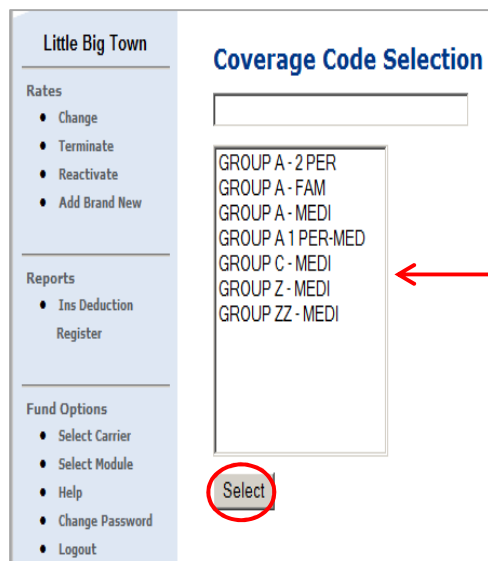 Little Big Town
Rates
Change
Terminate
Reactivate
Add Brand New
Reports
Ins Deduction
Register
Fund Options
Select Carrier
Select Module
Help
Change Password
Logout
Coverage Code Selection
GROUP A - 2 PER
GROUP A - FAM
GROUP A - MEDI
GROUP A 1 PER-MED
GROUP C - MEDI
GROUP Z - MEDI
GROUP ZZ - MEDI
Select